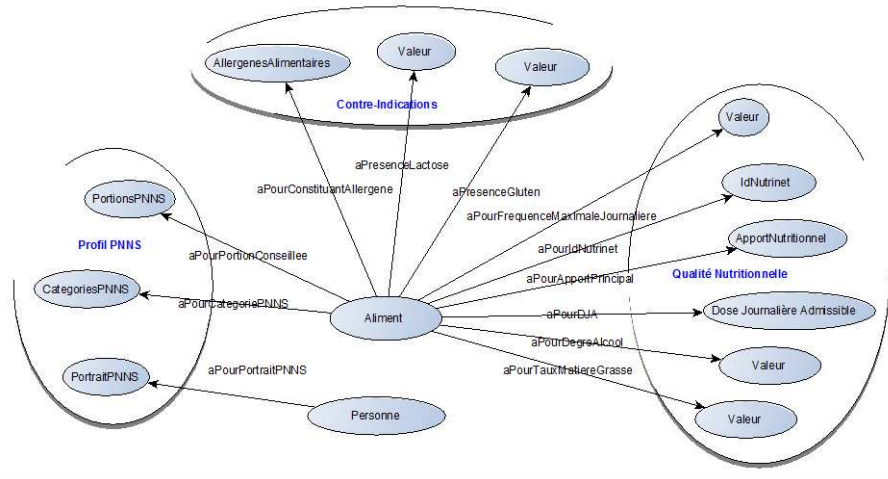 Valeur
AllergenesAlimentaires
Valeur
Contre-Indications
Valeur
aPresenceLactose
IdNutrinet
aPourConstituantAllergene
aPresenceGluten
PortionsPNNS
aPourFrequenceMaximaleJournaliere
ApportNutritionnel
Profil PNNS
aPourPortionConseillee
aPourIdNutrinet
aPourApportPrincipal
Qualité Nutritionnelle
CategoriesPNNS
aPourCategoriePNNS
Aliment
aPourDJA
Dose Journalière Admissible
aPourDegreAlcool
Valeur
PortraitPNNS
aPourPortraitPNNS
aPourTauxMatiereGrasse
Personne
Valeur